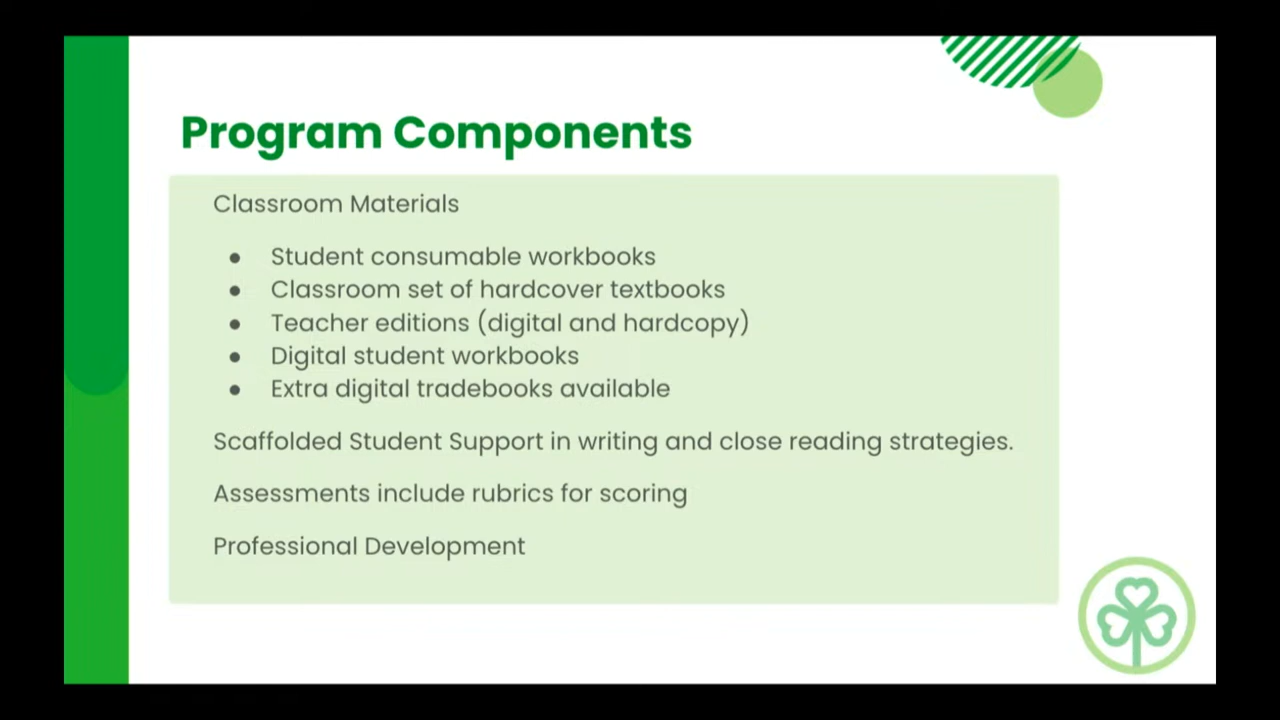 Program Components
Classroom Materials
● Student consumable workbooks
● Classroom set of hardcover textbooks
● Teacher editions (digital and hardcopy)
● Digital student workbooks
● Extra digital tradebooks available
Scaffolded Student Support in writing and close reading strategies.
Assessments include rubrics for scoring
Professional Development